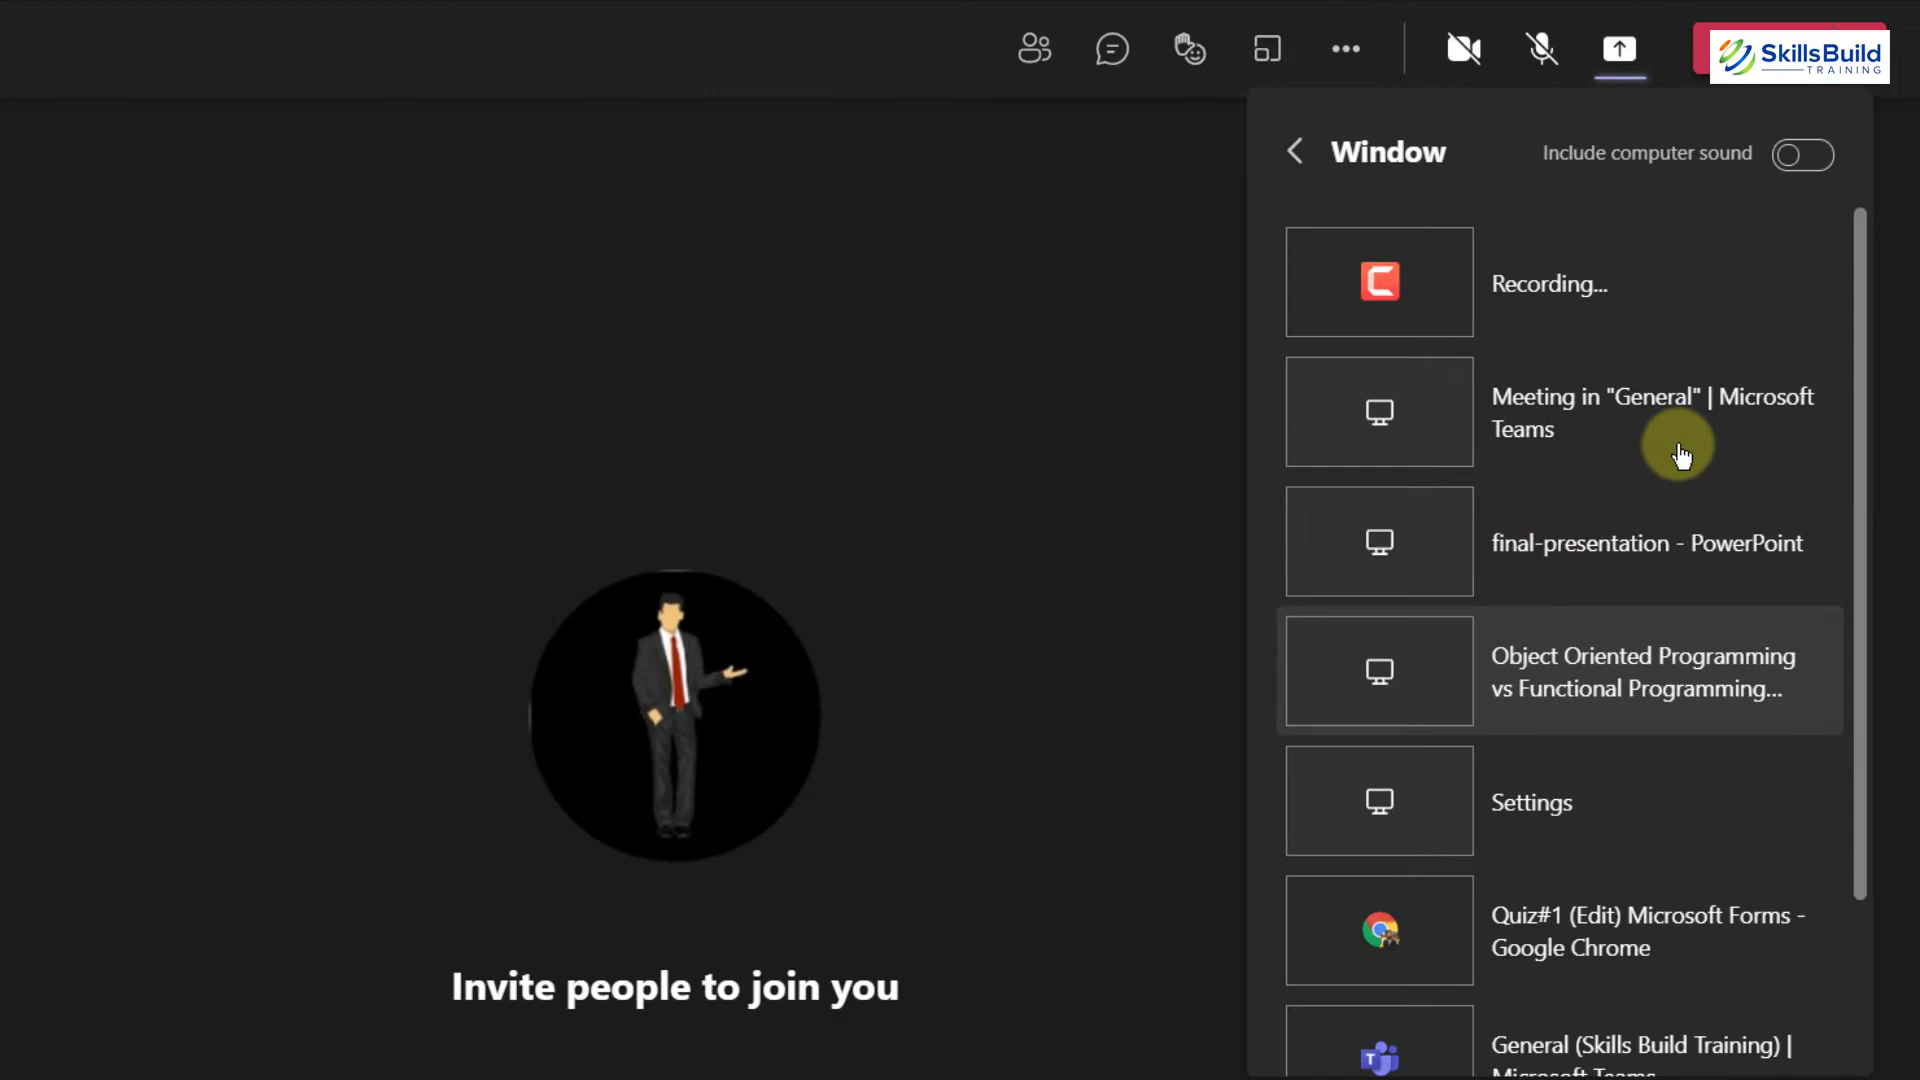 SkillsBuild
TRAINING
Window
Include computer sound
Recording...
Meeting in "General" | Microsoft
Teams
final-presentation - PowerPoint
Object Oriented Programming
vs Functional Programming...
Settings
Quiz#1 (Edit) Microsoft Forms -
Google Chrome
General (Skills Build Training) |
Microsoft Teams
Invite people to join you